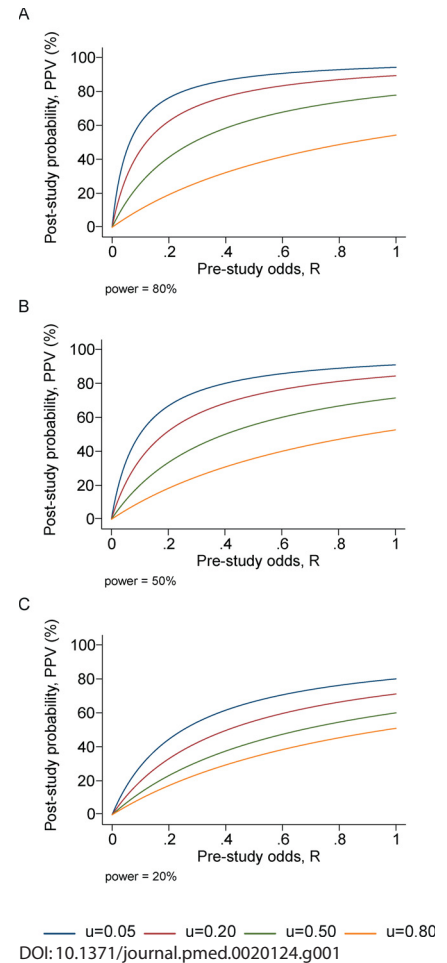 A
Post-study probability, PPV (%)
100
80
60
40
20
0
0 .2 .4 .6 .8 1
Pre-study odds, R
power = 80%
B
Post-study probability, PPV (%)
100
80
60
40
20
0
0 .2 .4 .6 .8 1
Pre-study odds, R
power = 50%
C
Post-study probability, PPV (%)
100
80
60
40
20
0
0 .2 .4 .6 .8 1
Pre-study odds, R
power = 20%
u=0.05 u=0.20 u=0.50 u=0.80
DOI: 10.1371/journal.pmed.0020124.g001